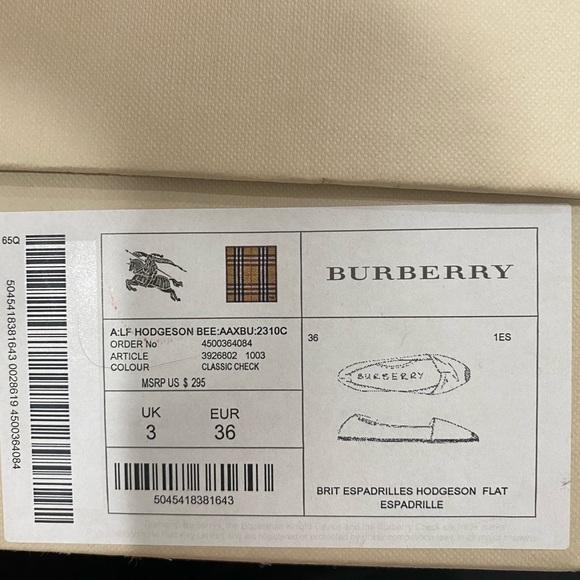 65Q
5045418381643 0028619 4500364084
BURBERRY
A:LF HODGESON BEE:AAXBU:2310C
ORDER No 4500364084
ARTICLE 3926802 1003
COLOUR CLASSIC CHECK
MSRP US $ 295
UK EUR
3 36
5045418381643
36 1ES
BURBERRY
BRIT ESPADRILLES HODGESON FLAT
ESPADRILLE